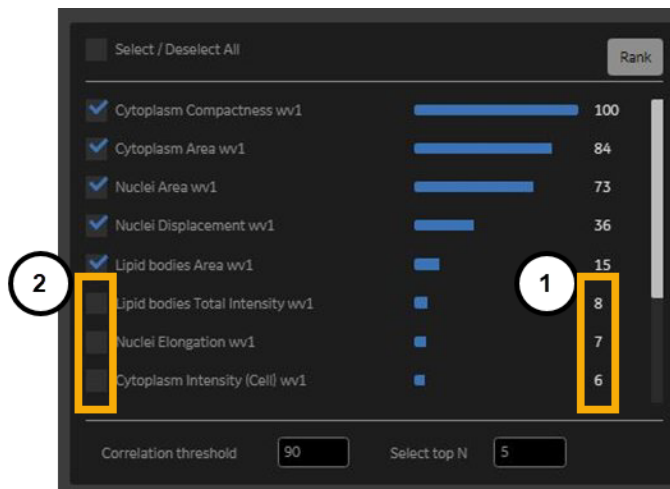 Select / Deselect All
Rank
Cytoplasm Compactness wv1 100
Cytoplasm Area wv1 84
Nuclei Area wv1 73
Nuclei Displacement wv1 36
Lipid bodies Area wv1 15
2
1
Lipid bodies Total Intensity wv1 8
Nuclei Elongation wv1 7
Cytoplasm Intensity (Cell) wv1 6
Correlation threshold 90 Select top N 5